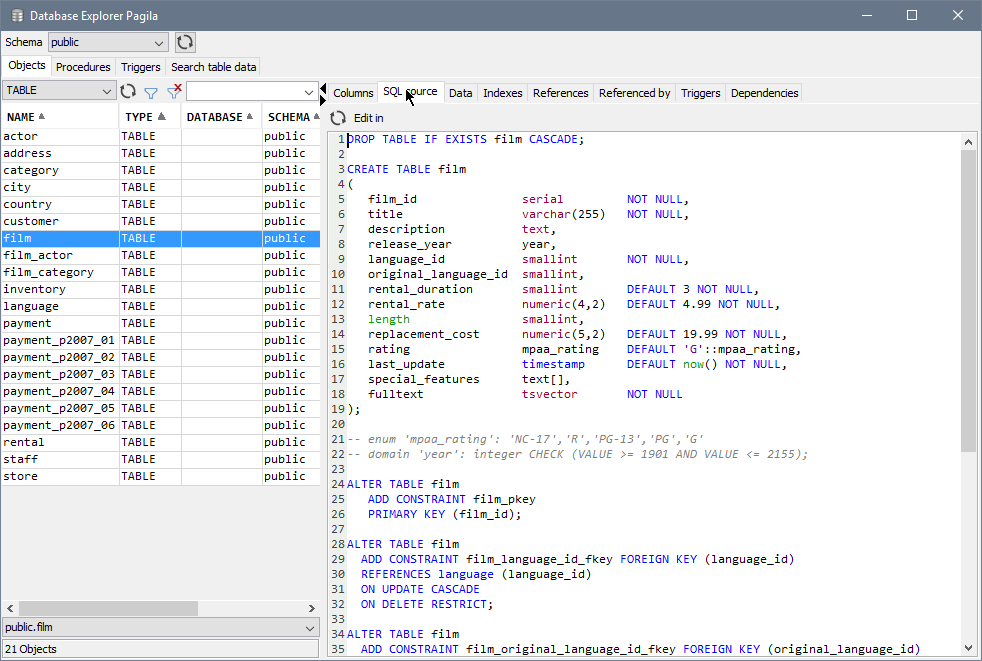 Database Explorer Pagila
Schema public
Objects Procedures Triggers Search table data
TABLE
NAME TYPE DATABASE SCHEMA
actor TABLE public
address TABLE public
category TABLE public
city TABLE public
country TABLE public
customer TABLE public
film TABLE public
film_actor TABLE public
film_category TABLE public
inventory TABLE public
language TABLE public
payment TABLE public
payment_p2007_01 TABLE public
payment_p2007_02 TABLE public
payment_p2007_03 TABLE public
payment_p2007_04 TABLE public
payment_p2007_05 TABLE public
payment_p2007_06 TABLE public
rental TABLE public
staff TABLE public
store TABLE public
public.film
21 Objects
Columns SQL source Data Indexes References Referenced by Triggers Dependencies
Edit in
1 DROP TABLE IF EXISTS film CASCADE;
2
3 CREATE TABLE film
4 (
5    film_id               serial         NOT NULL,
6    title                 varchar(255)   NOT NULL,
7    description           text,
8    release_year          year,
9    language_id           smallint       NOT NULL,
10    original_language_id  smallint,
11    rental_duration       smallint       DEFAULT 3 NOT NULL,
12    rental_rate           numeric(4,2)   DEFAULT 4.99 NOT NULL,
13    length                smallint,
14    replacement_cost      numeric(5,2)   DEFAULT 19.99 NOT NULL,
15    rating                mpaa_rating    DEFAULT 'G'::mpaa_rating,
16    last_update           timestamp      DEFAULT now() NOT NULL,
17    special_features      text[],
18    fulltext              tsvector       NOT NULL
19 );
20
21 -- enum 'mpaa_rating': 'NC-17','R','PG-13','PG','G'
22 -- domain 'year': integer CHECK (VALUE >= 1901 AND VALUE <= 2155);
23
24 ALTER TABLE film
25    ADD CONSTRAINT film_pkey
26    PRIMARY KEY (film_id);
27
28 ALTER TABLE film
29   ADD CONSTRAINT film_language_id_fkey FOREIGN KEY (language_id)
30   REFERENCES language (language_id)
31   ON UPDATE CASCADE
32   ON DELETE RESTRICT;
33
34 ALTER TABLE film
35   ADD CONSTRAINT film_original_language_id_fkey FOREIGN KEY (original_language_id)